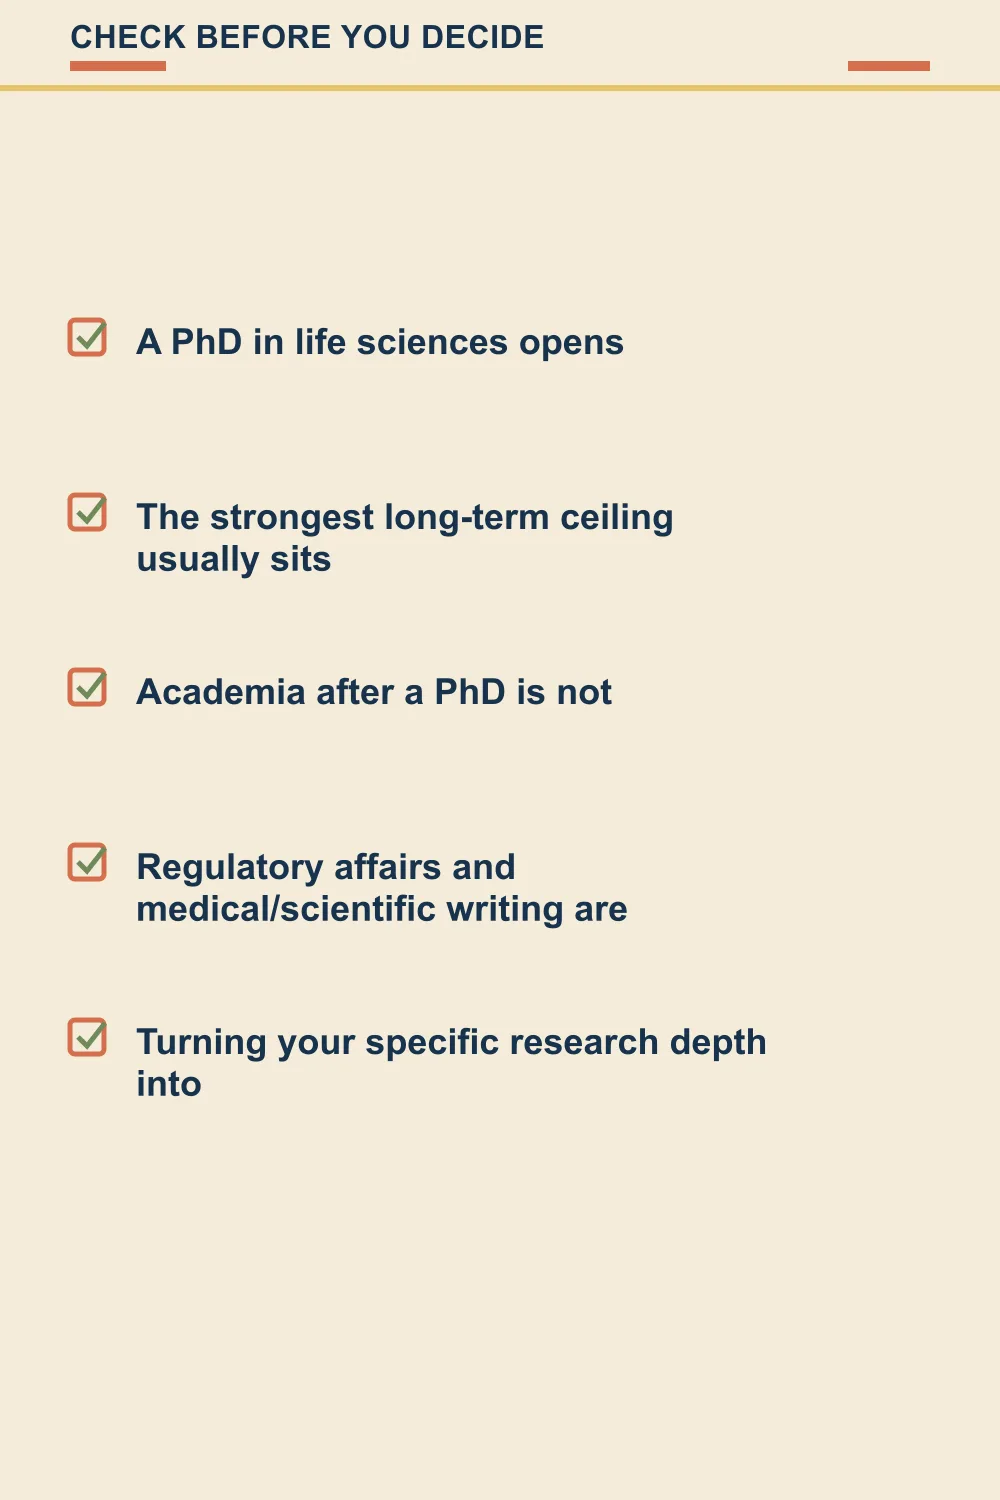 CHECK BEFORE YOU DECIDE
A PhD in life sciences opens
The strongest long-term ceiling
usually sits
Academia after a PhD is not
Regulatory affairs and
medical/scientific writing are
Turning your specific research depth
into